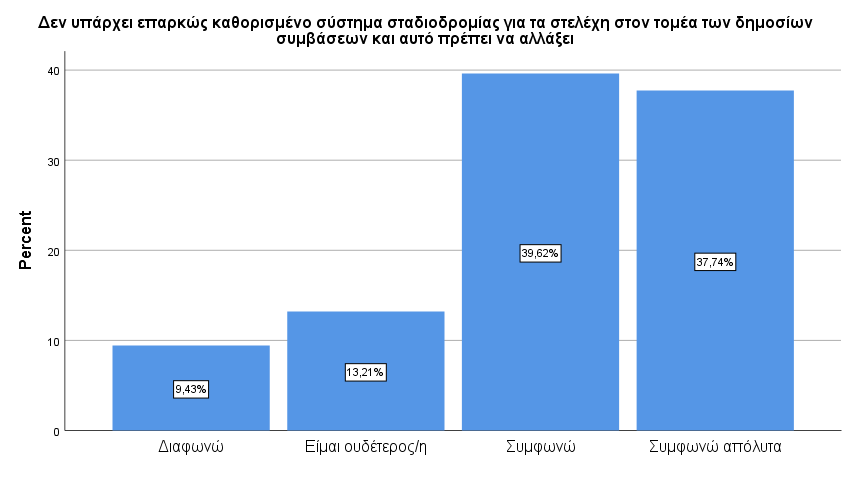 Δεν υπάρχει επαρκώς καθορισμένο σύστημα σταδιοδρομίας για τα στελέχη στον τομέα των δημοσίων
συμβάσεων και αυτό πρέπει να αλλάξει
Percent
40
30
20
10
0
9,43%
13,21%
39,62%
37,74%
Διαφωνώ
Είμαι ουδέτερος/η
Συμφωνώ
Συμφωνώ απόλυτα